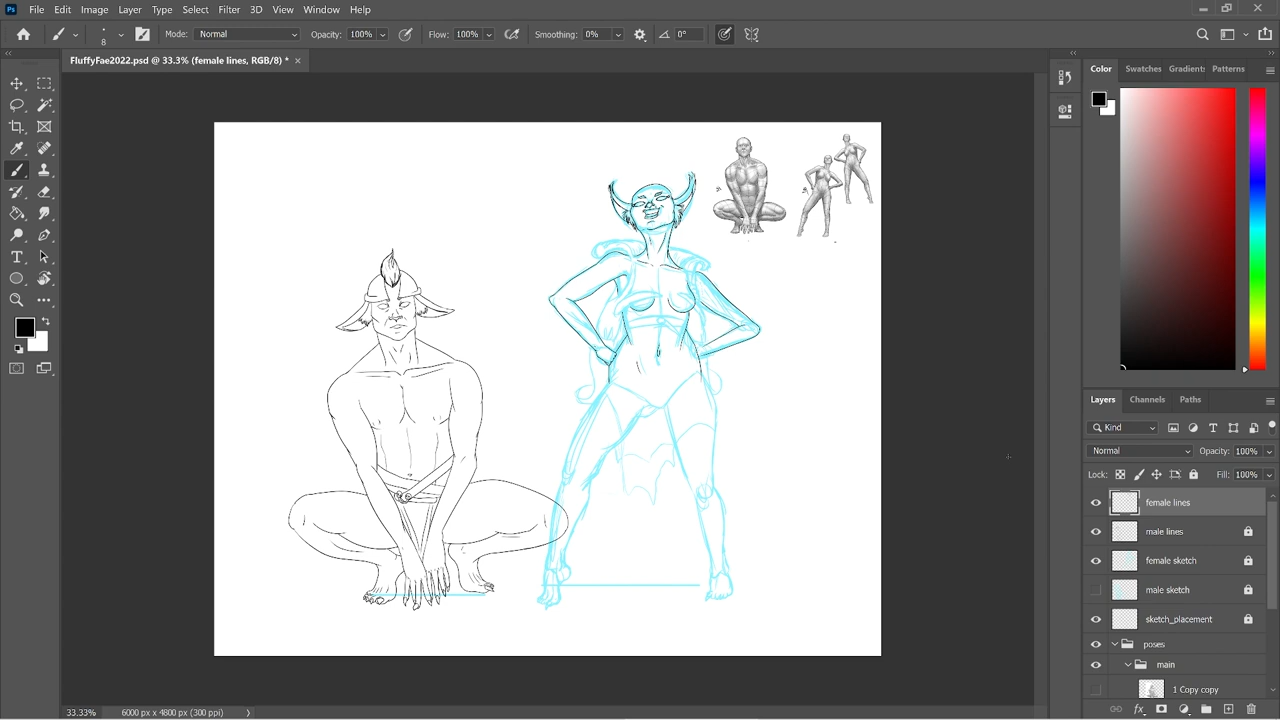 Ps File Edit Image Layer Type Select Filter 3D View Window Help
8 Mode: Normal Opacity: 100% Flow: 100% Smoothing: 0% 0°
FluffyFae2022.psd @ 33.3% (female lines, RGB/8) * ×
Color Swatches Gradients Patterns
Layers Channels Paths
Kind
Normal Opacity: 100%
Lock: Fill: 100%
female lines
male lines
female sketch
male sketch
sketch_placement
poses
main
1 Copy copy
33.33% 6000 px x 4800 px (300 ppi)